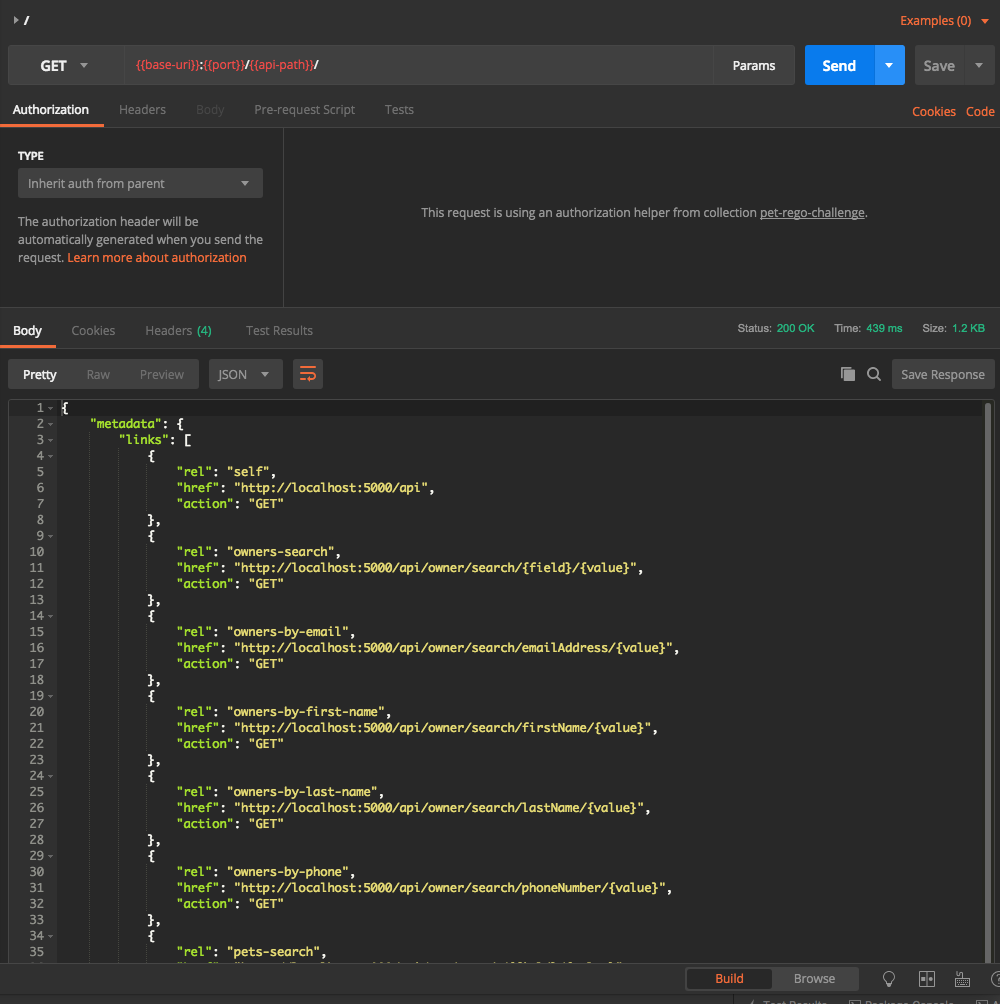 / Examples (0)
GET {{base-uri}}:{{port}}/{{api-path}}/ Params Send Save
Authorization Headers Body Pre-request Script Tests Cookies Code
TYPE
Inherit auth from parent
The authorization header will be
automatically generated when you send the
request. Learn more about authorization
This request is using an authorization helper from collection pet-rego-challenge.
Body Cookies Headers (4) Test Results Status: 200 OK Time: 439 ms Size: 1.2 KB
Pretty Raw Preview JSON Save Response
1 {
2 "metadata": {
3 "links": [
4 {
5 "rel": "self",
6 "href": "http://localhost:5000/api",
7 "action": "GET"
8 },
9 {
10 "rel": "owners-search",
11 "href": "http://localhost:5000/api/owner/search/{field}/{value}",
12 "action": "GET"
13 },
14 {
15 "rel": "owners-by-email",
16 "href": "http://localhost:5000/api/owner/search/emailAddress/{value}",
17 "action": "GET"
18 },
19 {
20 "rel": "owners-by-first-name",
21 "href": "http://localhost:5000/api/owner/search/firstName/{value}",
22 "action": "GET"
23 },
24 {
25 "rel": "owners-by-last-name",
26 "href": "http://localhost:5000/api/owner/search/lastName/{value}",
27 "action": "GET"
28 },
29 {
30 "rel": "owners-by-phone",
31 "href": "http://localhost:5000/api/owner/search/phoneNumber/{value}",
32 "action": "GET"
33 },
34 {
35 "rel": "pets-search",
Build Browse